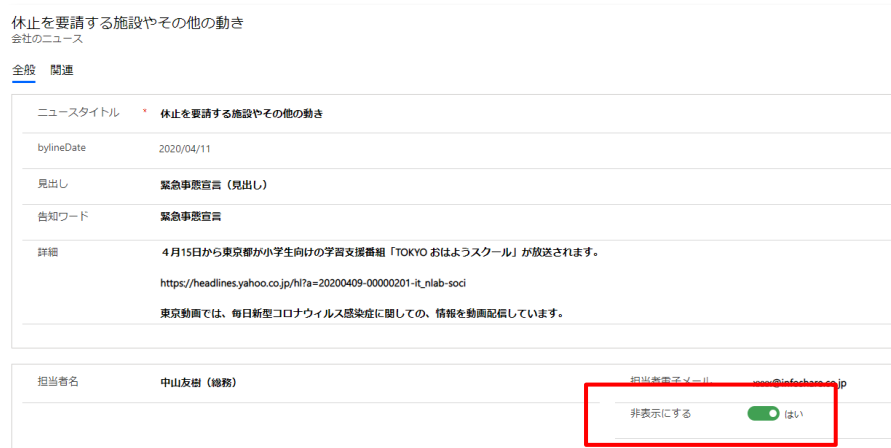 休止を要請する施設やその他の動き
会社のニュース
全般 関連
ニュースタイトル * 休止を要請する施設やその他の動き
bylineDate 2020/04/11
見出し 緊急事態宣言（見出し）
告知ワード 緊急事態宣言
詳細 ４月15日から東京都が小学生向けの学習支援番組「TOKYO おはようスクール」が放送されます。
https://headlines.yahoo.co.jp/hl?a=20200409-00000201-it_nlab-soci
東京動画では、毎日新型コロナウィルス感染症に関しての、情報を動画配信しています。
担当者名 中山友樹（総務） 担当者電子メール @infoshare.co.jp
非表示にする はい